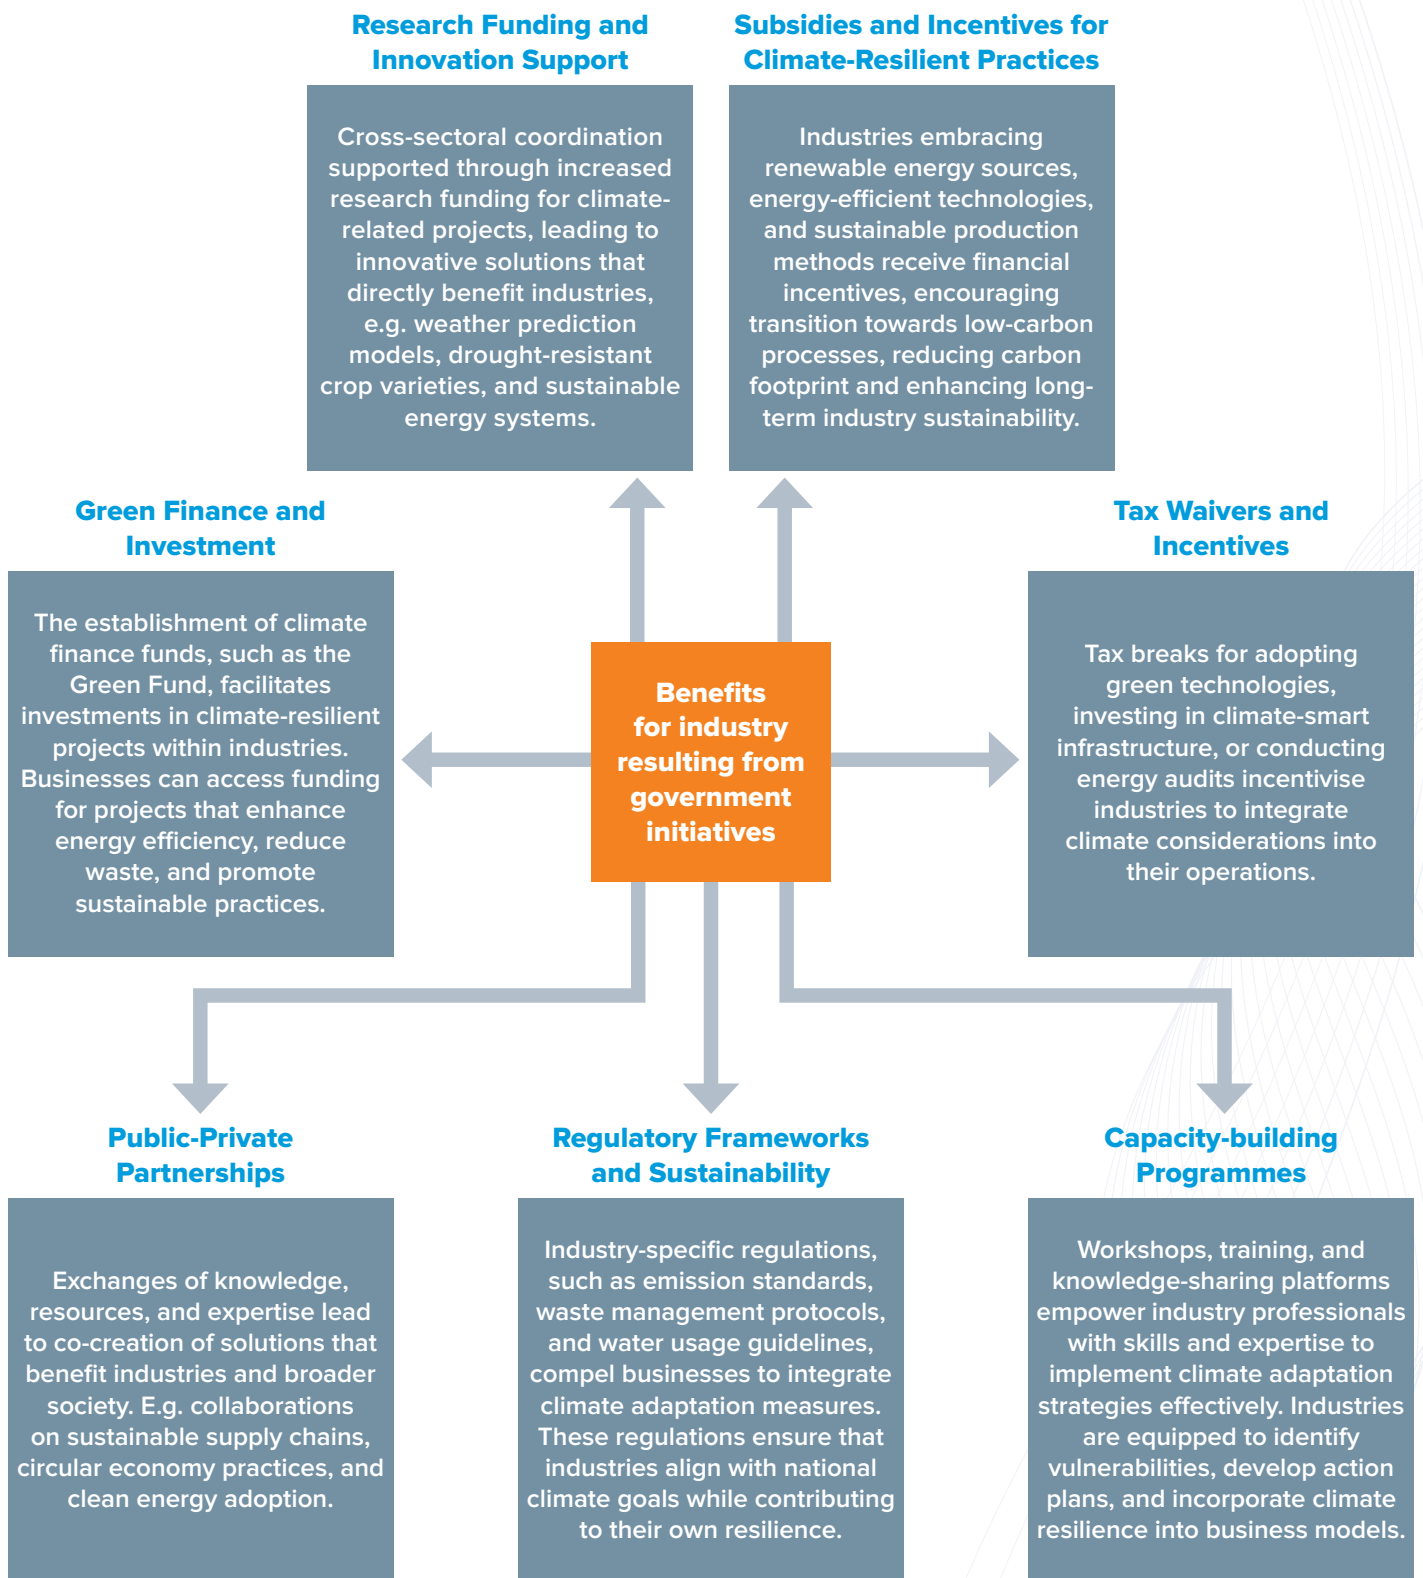 Research Funding and
Innovation Support
Cross-sectoral coordination
supported through increased
research funding for climate-
related projects, leading to
innovative solutions that
directly benefit industries,
e.g. weather prediction
models, drought-resistant
crop varieties, and sustainable
energy systems.
Subsidies and Incentives for
Climate-Resilient Practices
Industries embracing
renewable energy sources,
energy-efficient technologies,
and sustainable production
methods receive financial
incentives, encouraging
transition towards low-carbon
processes, reducing carbon
footprint and enhancing long-
term industry sustainability.
Green Finance and
Investment
The establishment of climate
finance funds, such as the
Green Fund, facilitates
investments in climate-resilient
projects within industries.
Businesses can access funding
for projects that enhance
energy efficiency, reduce
waste, and promote
sustainable practices.
Benefits
for industry
resulting from
government
initiatives
Tax Waivers and
Incentives
Tax breaks for adopting
green technologies,
investing in climate-smart
infrastructure, or conducting
energy audits incentivise
industries to integrate
climate considerations into
their operations.
Public-Private
Partnerships
Exchanges of knowledge,
resources, and expertise lead
to co-creation of solutions that
benefit industries and broader
society. E.g. collaborations
on sustainable supply chains,
circular economy practices, and
clean energy adoption.
Regulatory Frameworks
and Sustainability
Industry-specific regulations,
such as emission standards,
waste management protocols,
and water usage guidelines,
compel businesses to integrate
climate adaptation measures.
These regulations ensure that
industries align with national
climate goals while contributing
to their own resilience.
Capacity-building
Programmes
Workshops, training, and
knowledge-sharing platforms
empower industry professionals
with skills and expertise to
implement climate adaptation
strategies effectively. Industries
are equipped to identify
vulnerabilities, develop action
plans, and incorporate climate
resilience into business models.